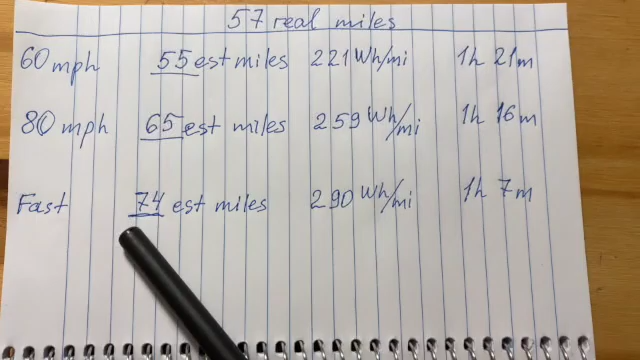 57 real miles
60 mph 55 est miles 221 Wh/mi 1h 21m
80 mph 65 est miles 259 Wh/mi 1h 16m
Fast 74 est miles 290 Wh/mi 1h 7m